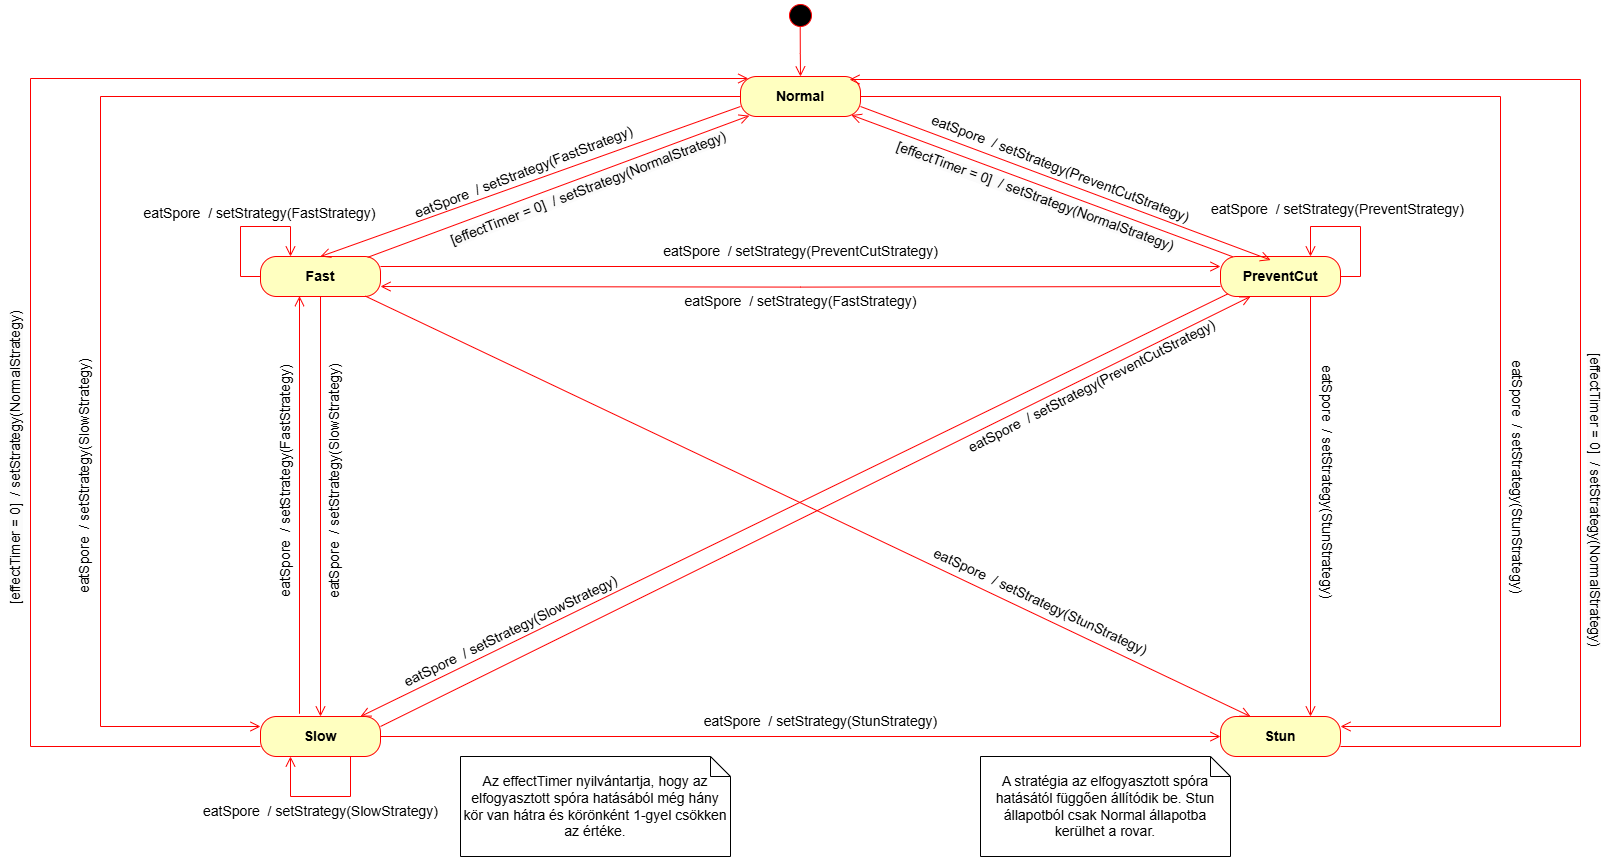 Normal
eatSpore / setStrategy(FastStrategy)
[effectTimer = 0] / setStrategy(NormalStrategy)
eatSpore / setStrategy(PreventCutStrategy)
[effectTimer = 0] / setStrategy(NormalStrategy)
eatSpore / setStrategy(FastStrategy)
eatSpore / setStrategy(PreventStrategy)
Fast
eatSpore / setStrategy(PreventCutStrategy)
PreventCut
eatSpore / setStrategy(FastStrategy)
[effectTimer = 0] / setStrategy(NormalStrategy)
eatSpore / setStrategy(SlowStrategy)
eatSpore / setStrategy(FastStrategy)
eatSpore / setStrategy(SlowStrategy)
eatSpore / setStrategy(PreventCutStrategy)
eatSpore / setStrategy(StunStrategy)
eatSpore / setStrategy(StunStrategy)
[effectTimer = 0] / setStrategy(NormalStrategy)
eatSpore / setStrategy(SlowStrategy)
eatSpore / setStrategy(StunStrategy)
Slow
eatSpore / setStrategy(StunStrategy)
Stun
eatSpore / setStrategy(SlowStrategy)
Az effectTimer nyilvántartja, hogy az
elfogyasztott spóra hatásából még hány
kör van hátra és körönként 1-gyel csökken
az értéke.
A stratégia az elfogyasztott spóra
hatásától függően állítódik be. Stun
állapotból csak Normal állapotba
kerülhet a rovar.